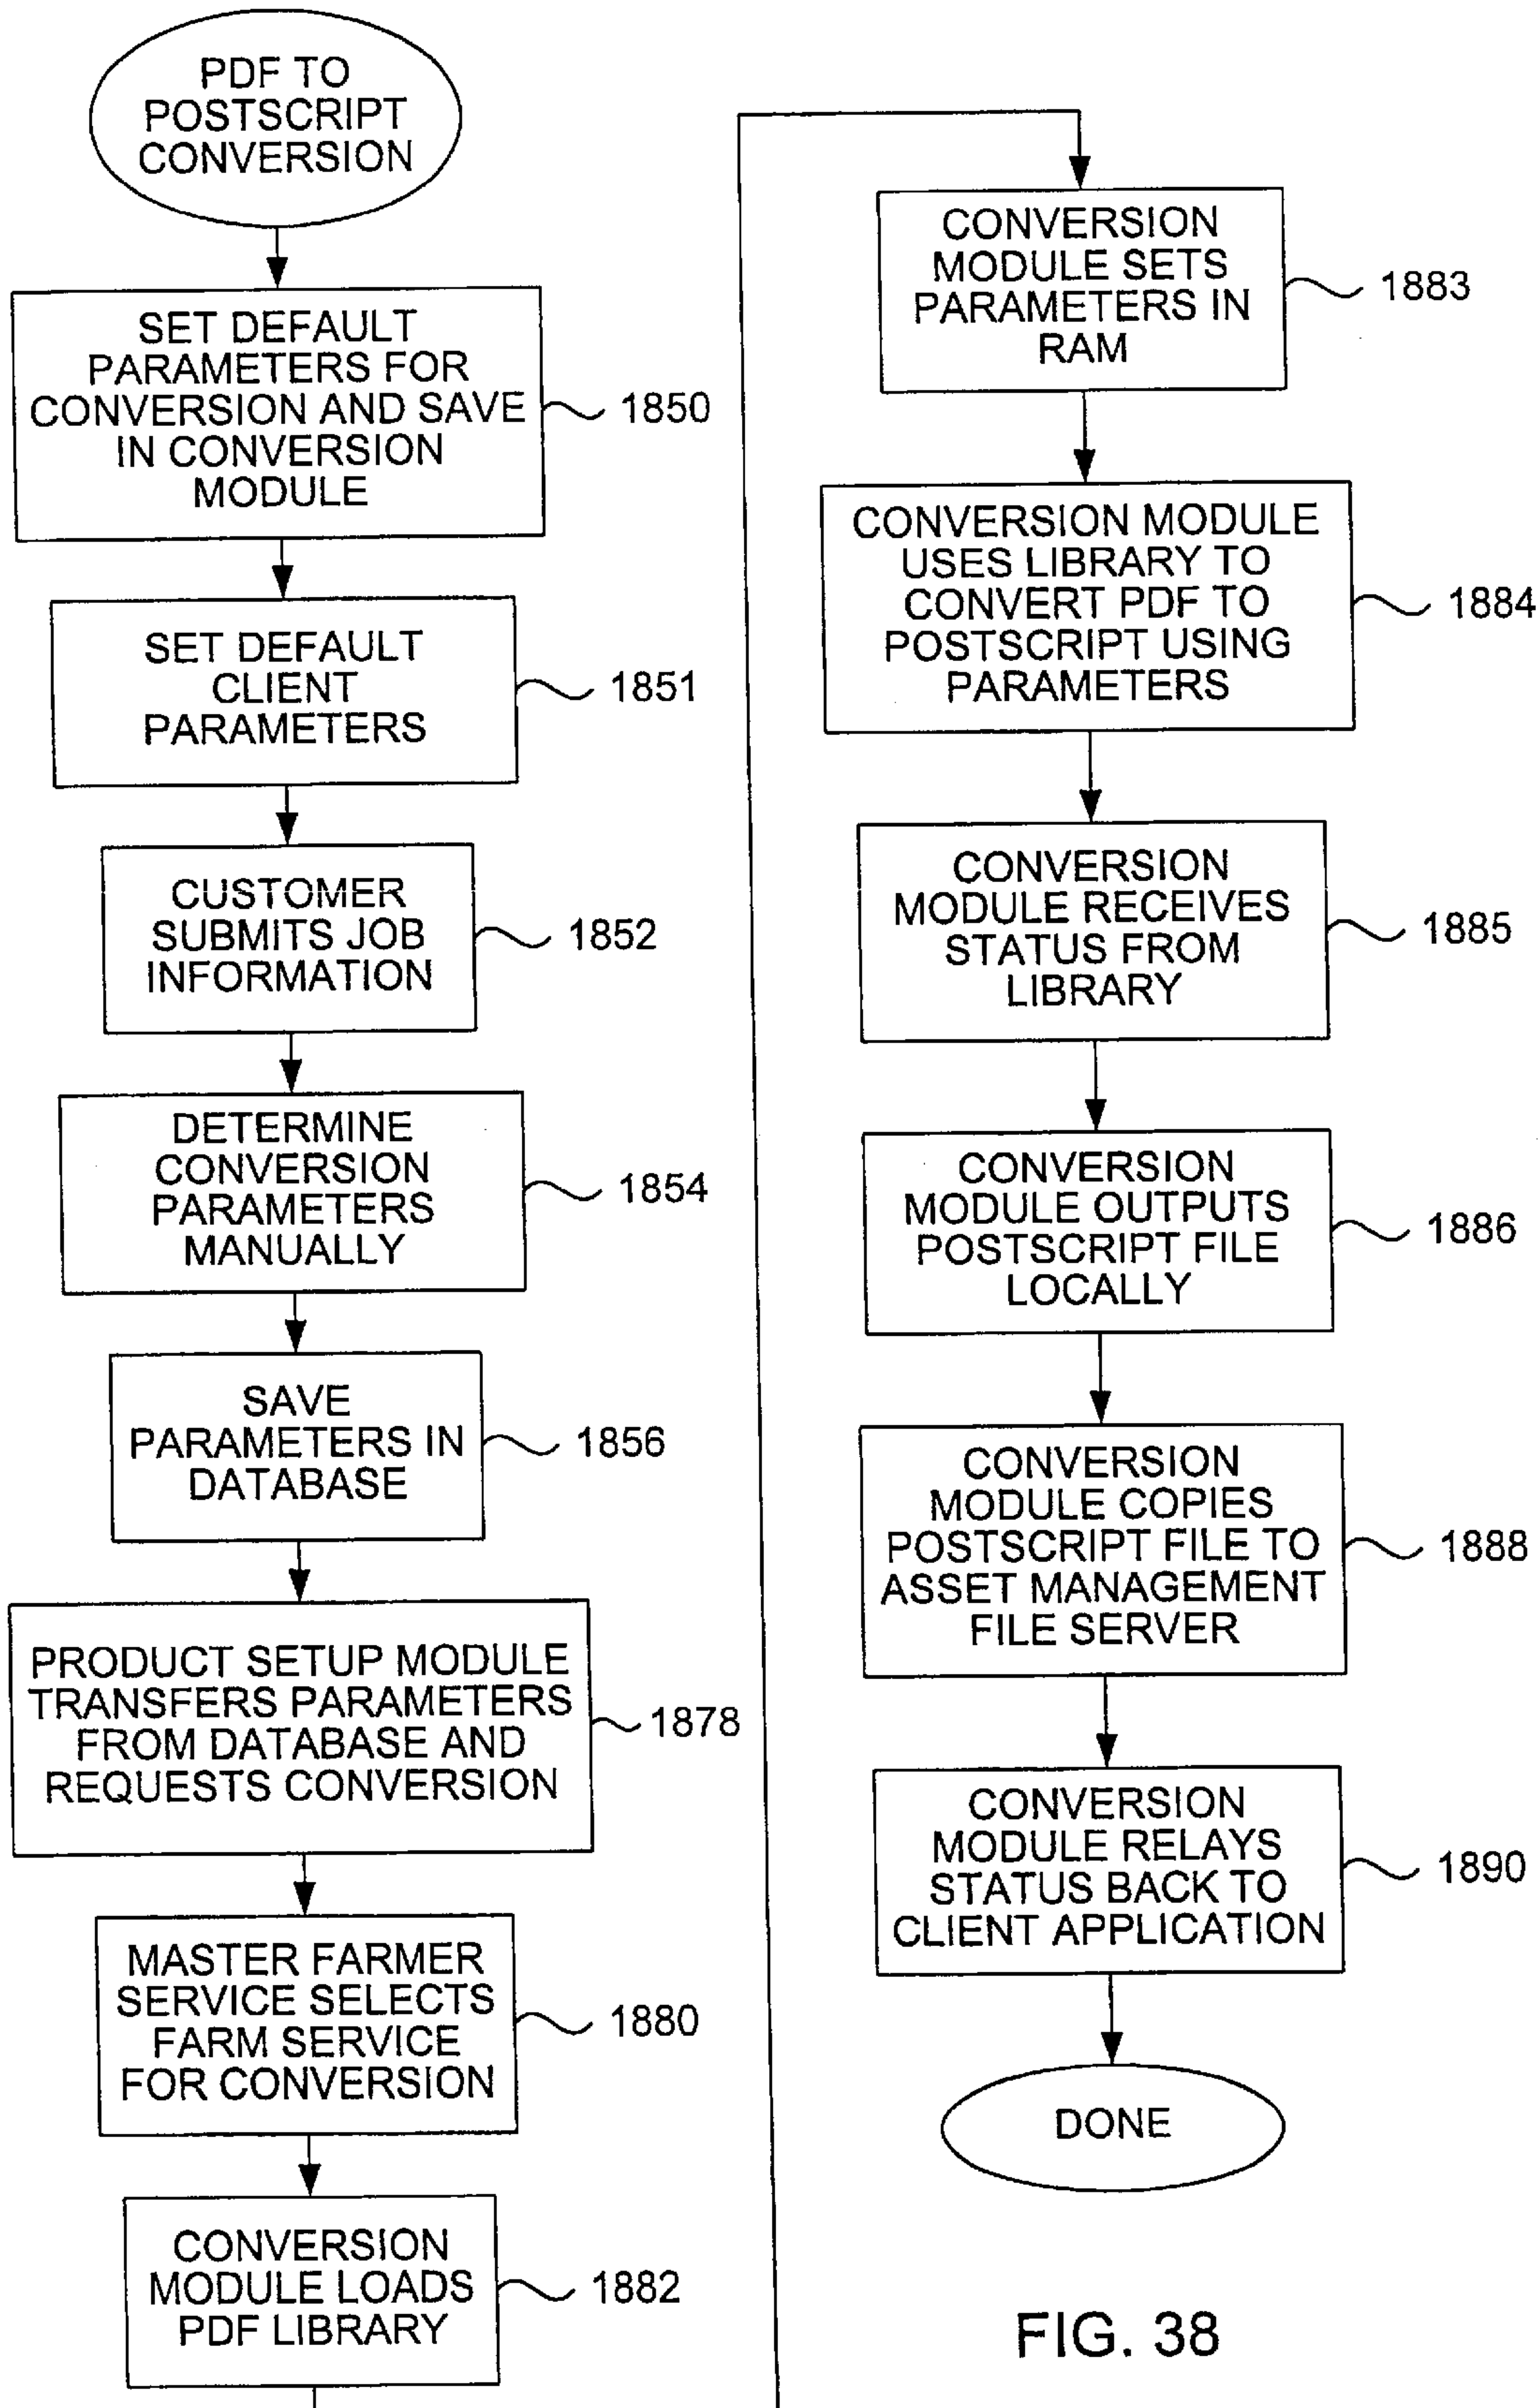 PDF TO
POSTSCRIPT
CONVERSION
SET DEFAULT
PARAMETERS FOR
CONVERSION AND SAVE
IN CONVERSION
MODULE
1850
SET DEFAULT
CLIENT
PARAMETERS
1851
CUSTOMER
SUBMITS JOB
INFORMATION
1852
DETERMINE
CONVERSION
PARAMETERS
MANUALLY
1854
SAVE
PARAMETERS IN
DATABASE
1856
PRODUCT SETUP MODULE
TRANSFERS PARAMETERS
FROM DATABASE AND
REQUESTS CONVERSION
1878
MASTER FARMER
SERVICE SELECTS
FARM SERVICE
FOR CONVERSION
1880
CONVERSION
MODULE LOADS
PDF LIBRARY
1882
CONVERSION
MODULE SETS
PARAMETERS IN
RAM
1883
CONVERSION MODULE
USES LIBRARY TO
CONVERT PDF TO
POSTSCRIPT USING
PARAMETERS
1884
CONVERSION
MODULE RECEIVES
STATUS FROM
LIBRARY
1885
CONVERSION
MODULE OUTPUTS
POSTSCRIPT FILE
LOCALLY
1886
CONVERSION
MODULE COPIES
POSTSCRIPT FILE TO
ASSET MANAGEMENT
FILE SERVER
1888
CONVERSION
MODULE RELAYS
STATUS BACK TO
CLIENT APPLICATION
1890
DONE
FIG. 38